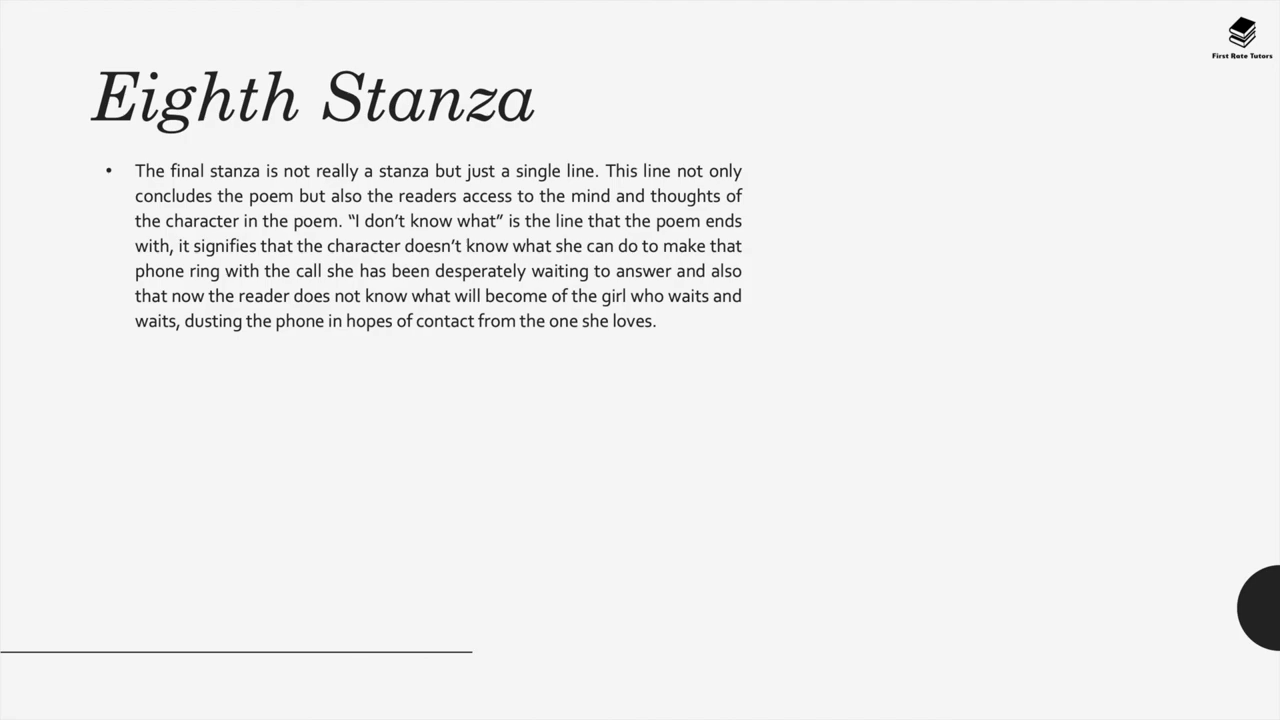 First Rate Tutors
Eighth Stanza
• The final stanza is not really a stanza but just a single line. This line not only
concludes the poem but also the readers access to the mind and thoughts of
the character in the poem. “I don’t know what” is the line that the poem ends
with, it signifies that the character doesn’t know what she can do to make that
phone ring with the call she has been desperately waiting to answer and also
that now the reader does not know what will become of the girl who waits and
waits, dusting the phone in hopes of contact from the one she loves.